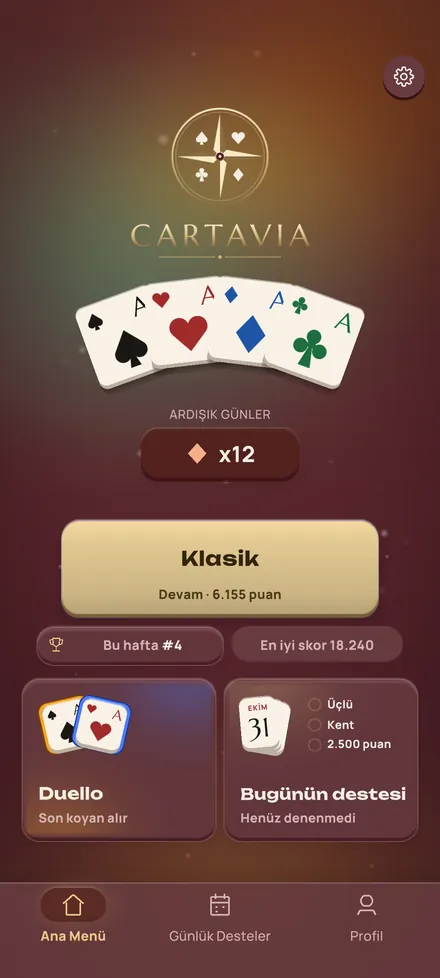 CARTAVIA
A A A A
ARDIŞIK GÜNLER
x12
Klasik
Devam · 6.155 puan
Bu hafta #4
En iyi skor 18.240
A
A
EKİM
31
Üçlü
Kent
2.500 puan
Duello
Son koyan alır
Bugünün destesi
Henüz denenmedi
Ana Menü
Günlük Desteler
Profil